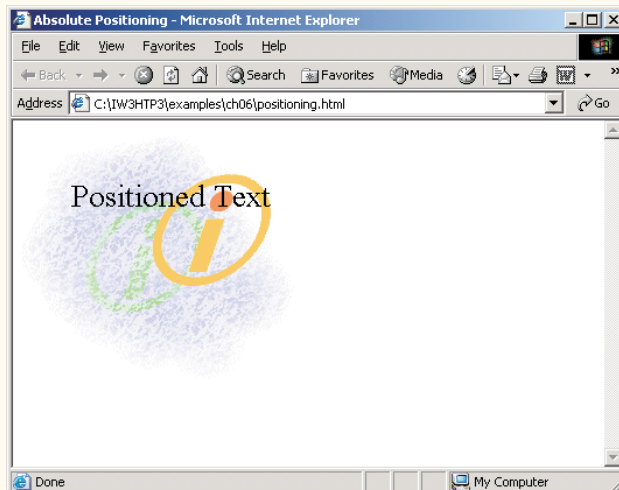 Absolute Positioning - Microsoft Internet Explorer
File Edit View Favorites Tools Help
Back Search Favorites Media »
Address C:\IW3HTP3\examples\ch06\positioning.html Go
Positioned Text
i
i
Done My Computer